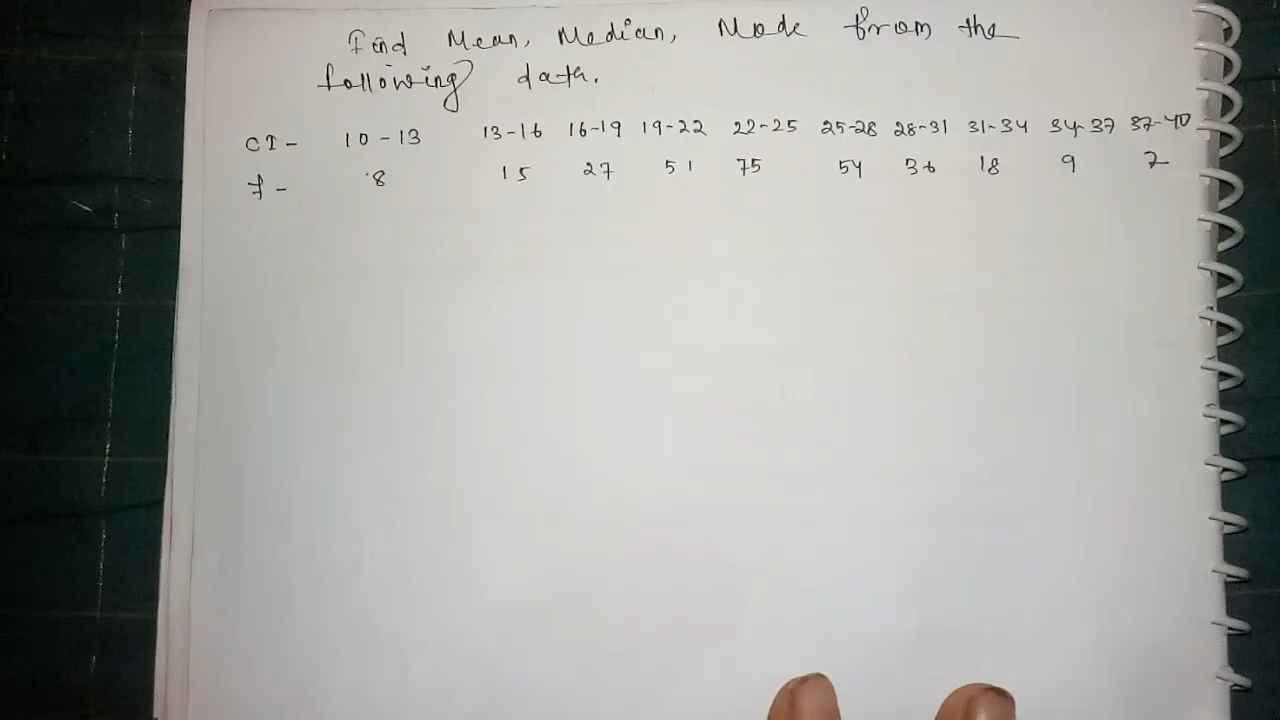 Find Mean, Median, Mode from the
following data.
CI - 10-13 13-16 16-19 19-22 22-25 25-28 28-31 31-34 34-37 37-40
f - 8 15 27 51 75 54 36 18 9 7